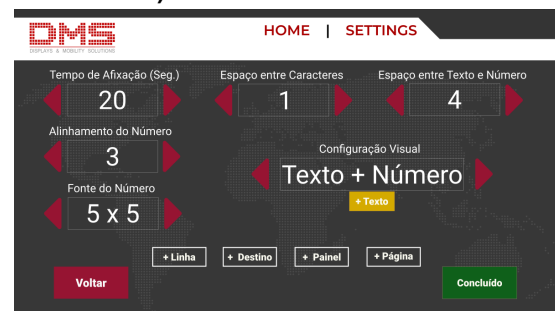 DMS
DISPLAYS & MOBILITY SOLUTIONS
HOME | SETTINGS
Tempo de Afixação (Seg.)
Espaço entre Caracteres
Espaço entre Texto e Número
20
1
4
Alinhamento do Número
3
Configuração Visual
Texto + Número
Fonte do Número
+ Texto
5 x 5
+ Linha
+ Destino
+ Painel
+ Página
Voltar
Concluído